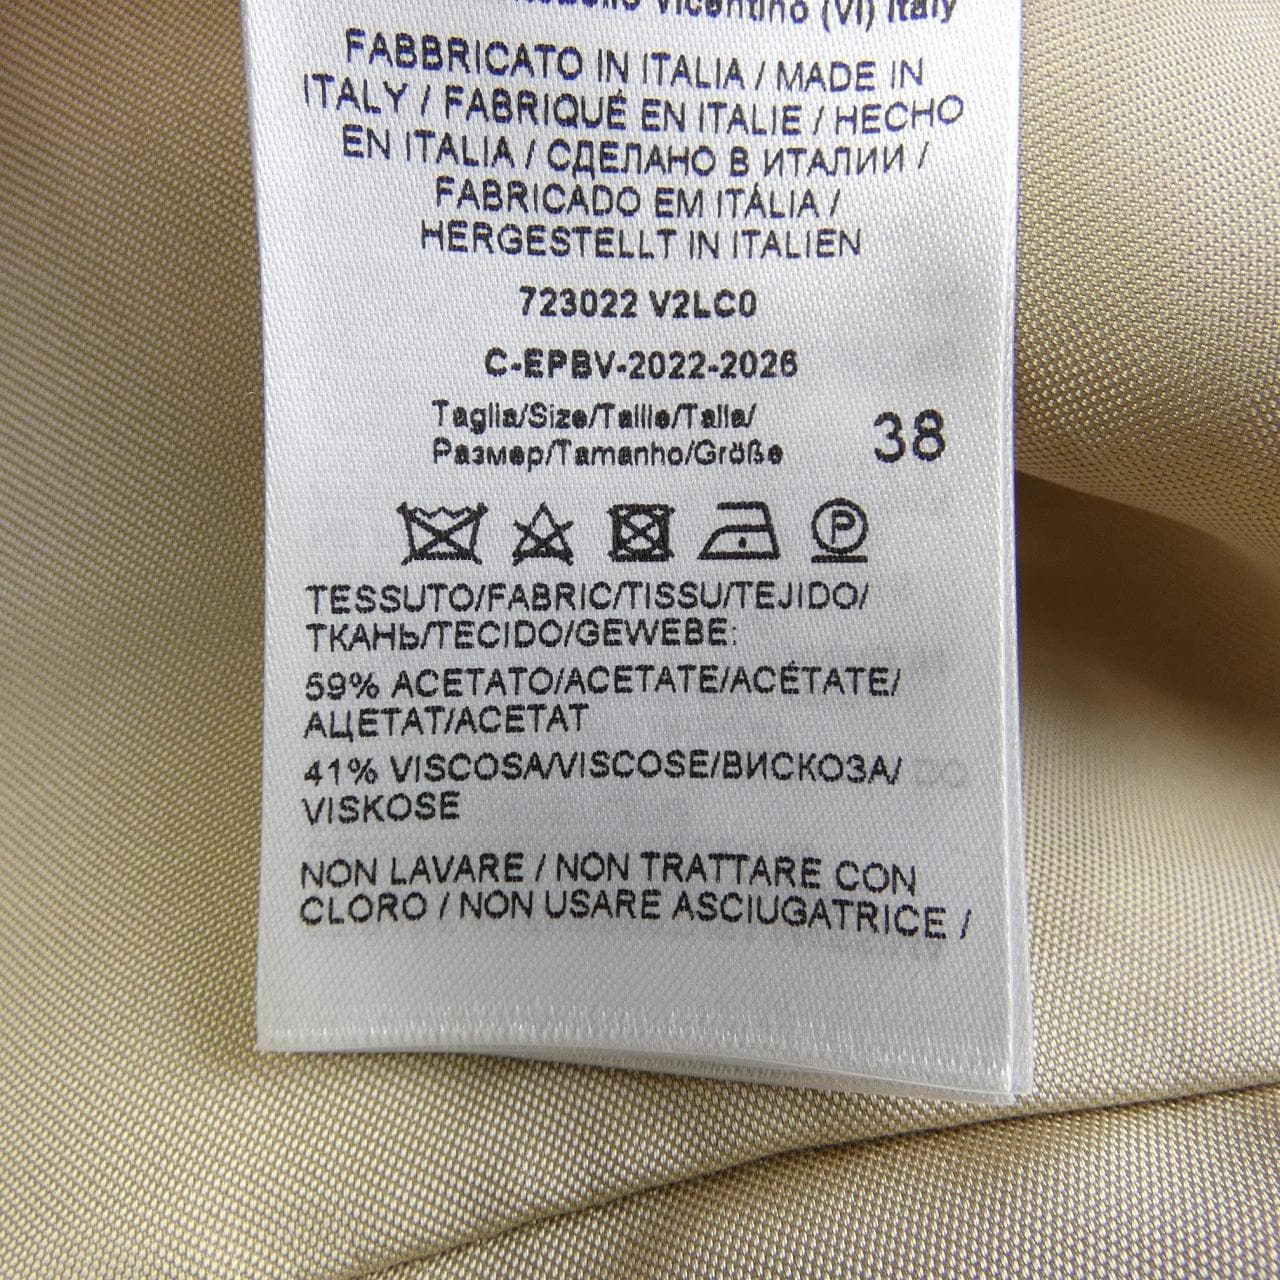 Vicentino (VI) Italy
FABBRICATO IN ITALIA / MADE IN
ITALY / FABRIQUÉ EN ITALIE / HECHO
EN ITALIA / СДЕЛАНО В ИТАЛИИ /
FABRICADO EM ITÁLIA /
HERGESTELLT IN ITALIEN
723022 V2LC0
C-EPBV-2022-2026
Taglia/Size/Taille/Talla/
Размер/Tamanho/Größe 38
P
TESSUTO/FABRIC/TISSU/TEJIDO/
ТКАНЬ/TECIDO/GEWEBE:
59% ACETATO/ACETATE/ACÉTATE/
АЦЕТАТ/ACETAT
41% VISCOSA/VISCOSE/ВИСКОЗА/
VISKOSE
NON LAVARE / NON TRATTARE CON
CLORO / NON USARE ASCIUGATRICE /